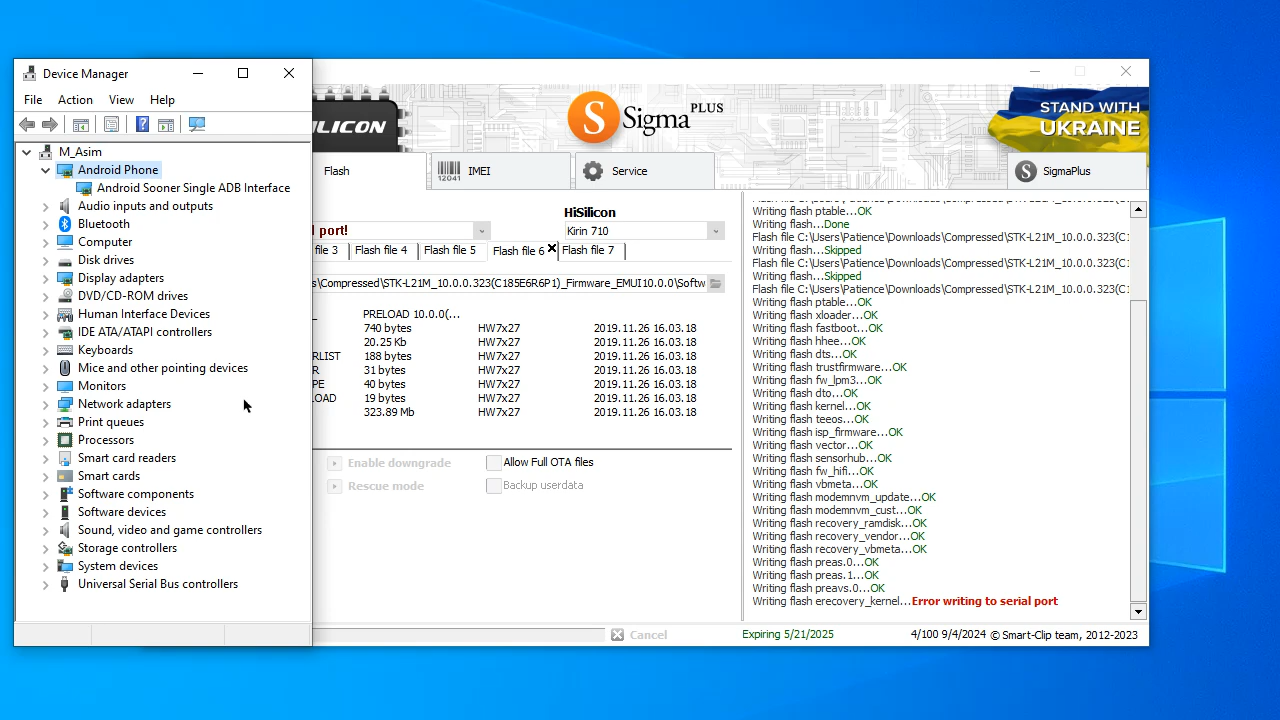 Device Manager
File Action View Help
M_Asim
Android Phone
Android Sooner Single ADB Interface
Audio inputs and outputs
Bluetooth
Computer
Disk drives
Display adapters
DVD/CD-ROM drives
Human Interface Devices
IDE ATA/ATAPI controllers
Keyboards
Mice and other pointing devices
Monitors
Network adapters
Print queues
Processors
Smart card readers
Smart cards
Software components
Software devices
Sound, video and game controllers
Storage controllers
System devices
Universal Serial Bus controllers
ILICON
S Sigma PLUS
STAND WITH
UKRAINE
Flash
12041 IMEI
Service
S SigmaPlus
HiSilicon
l port!
Kirin 710
file 3 Flash file 4 Flash file 5 Flash file 6 Flash file 7
s\Compressed\STK-L21M_10.0.0.323(C185E6R6P1)_Firmware_EMUI10.0.0\Softw
PRELOAD 10.0.0(...
740 bytes HW7x27 2019.11.26 16.03.18
20.25 Kb HW7x27 2019.11.26 16.03.18
RLIST 188 bytes HW7x27 2019.11.26 16.03.18
R 31 bytes HW7x27 2019.11.26 16.03.18
PE 40 bytes HW7x27 2019.11.26 16.03.18
OAD 19 bytes HW7x27 2019.11.26 16.03.18
323.89 Mb HW7x27 2019.11.26 16.03.18
Enable downgrade Allow Full OTA files
Rescue mode Backup userdata
Writing flash ptable...OK
Writing flash...Done
Flash file C:\Users\Patience\Downloads\Compressed\STK-L21M_10.0.0.323(C1
Writing flash...Skipped
Flash file C:\Users\Patience\Downloads\Compressed\STK-L21M_10.0.0.323(C1
Writing flash...Skipped
Flash file C:\Users\Patience\Downloads\Compressed\STK-L21M_10.0.0.323(C1
Writing flash ptable...OK
Writing flash xloader...OK
Writing flash fastboot...OK
Writing flash hhee...OK
Writing flash dts...OK
Writing flash trustfirmware...OK
Writing flash fw_lpm3...OK
Writing flash dto...OK
Writing flash kernel...OK
Writing flash teeos...OK
Writing flash isp_firmware...OK
Writing flash vector...OK
Writing flash sensorhub...OK
Writing flash fw_hifi...OK
Writing flash vbmeta...OK
Writing flash modemnvm_update...OK
Writing flash modemnvm_cust...OK
Writing flash recovery_ramdisk...OK
Writing flash recovery_vendor...OK
Writing flash recovery_vbmeta...OK
Writing flash preas.0...OK
Writing flash preas.1...OK
Writing flash preavs.0...OK
Writing flash erecovery_kernel...Error writing to serial port
Cancel
Expiring 5/21/2025
4/100 9/4/2024 © Smart-Clip team, 2012-2023